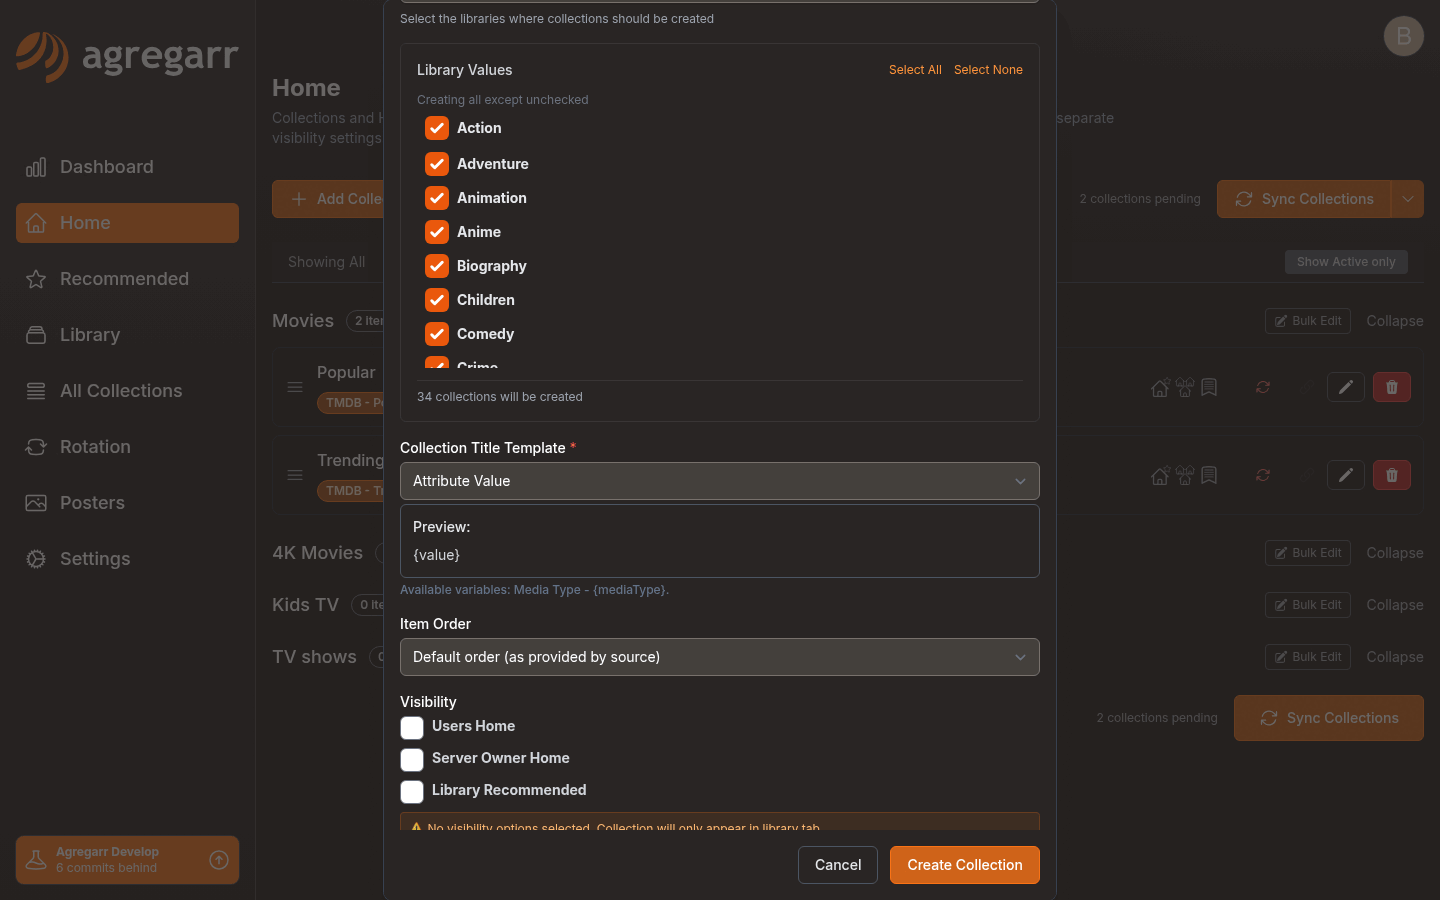 agregarr
Dashboard
Home
Recommended
Library
All Collections
Rotation
Posters
Settings
Agregarr Develop
6 commits behind
B
Home
Collections and H
separate
visibility settings
Add Colle
2 collections pending
Sync Collections
Showing All
Show Active only
Movies
Bulk Edit
Collapse
Popular
TMDB -
Trending
TMDB -
4K Movies
Bulk Edit
Collapse
Kids TV
Bulk Edit
Collapse
TV shows
Bulk Edit
Collapse
2 collections pending
Sync Collections
Select the libraries where collections should be created
Library Values
Select All
Select None
Creating all except unchecked
Action
Adventure
Animation
Anime
Biography
Children
Comedy
Crime
34 collections will be created
Collection Title Template *
Attribute Value
Preview:
{value}
Available variables: Media Type - {mediaType}.
Item Order
Default order (as provided by source)
Visibility
Users Home
Server Owner Home
Library Recommended
No visibility options selected. Collection will only appear in library tab
Cancel
Create Collection